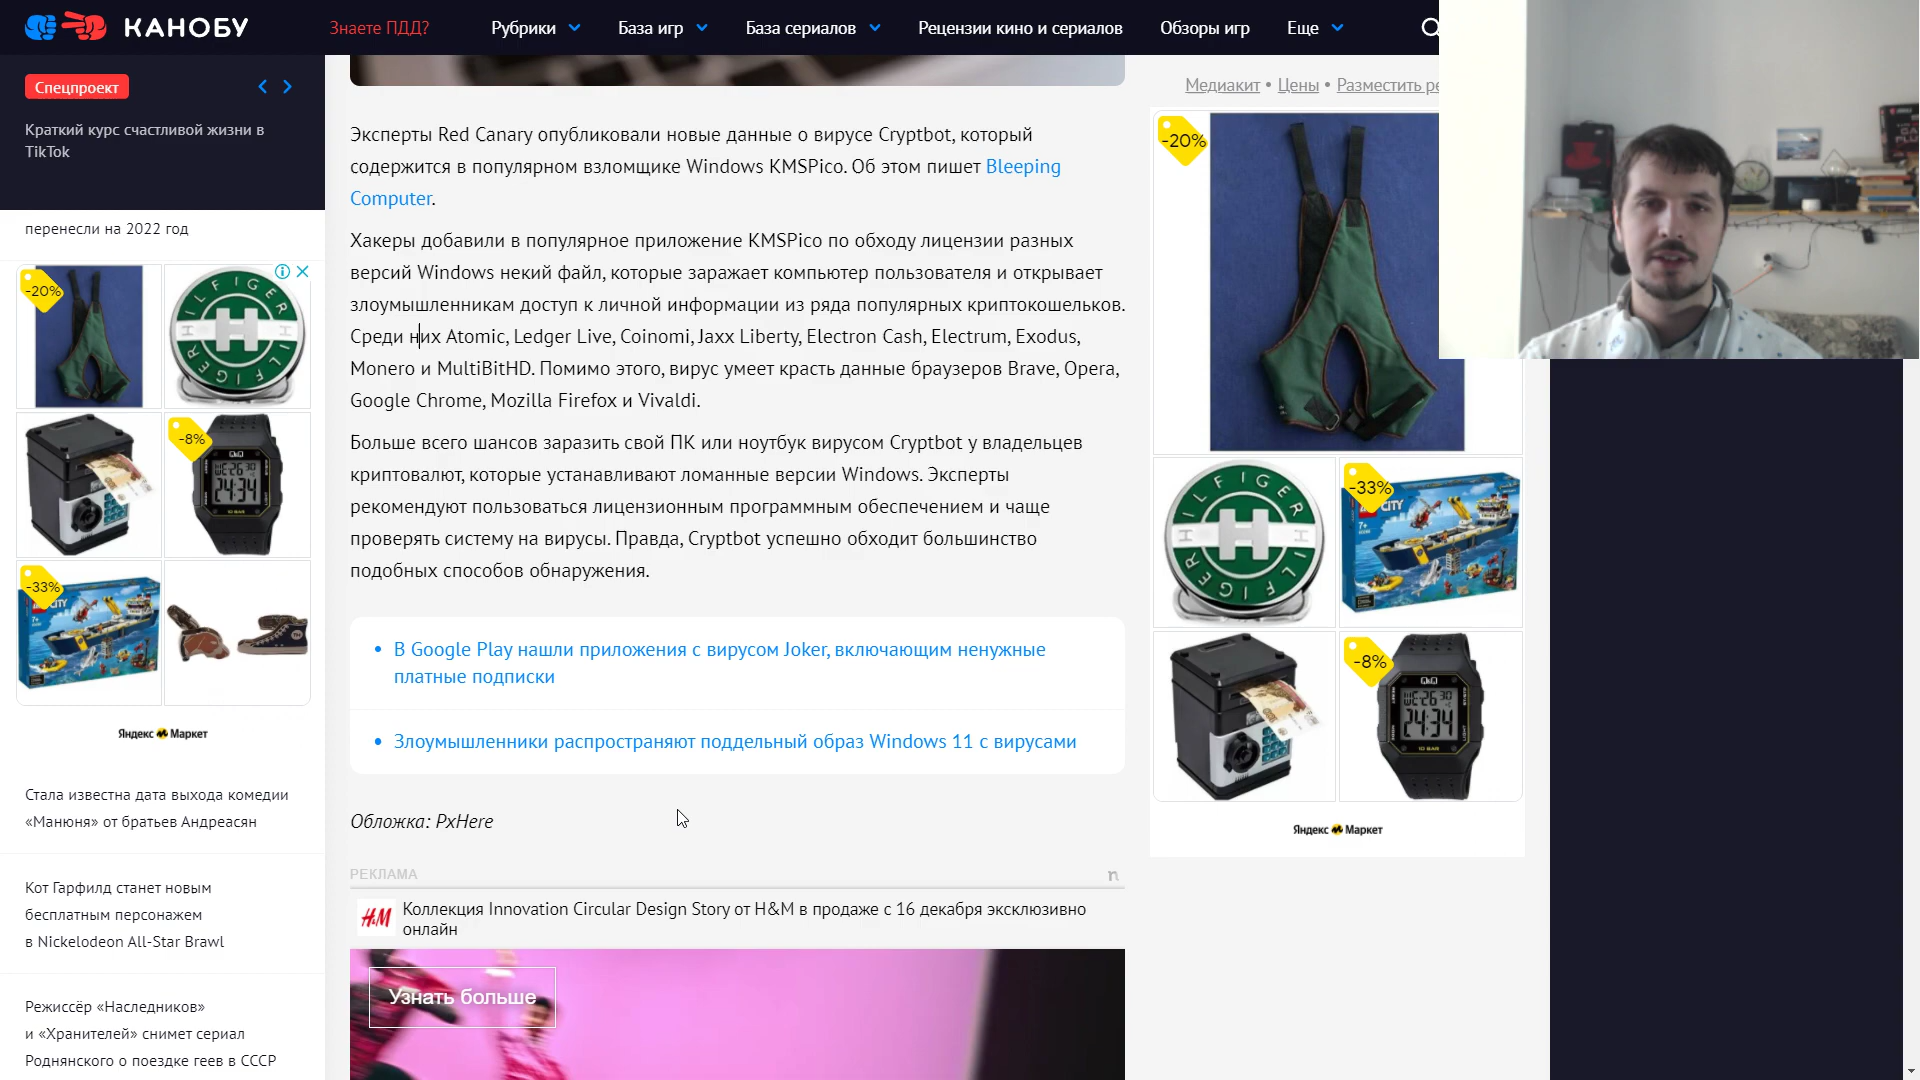 КАНОБУ
Знаете ПДД?
Рубрики
База игр
База сериалов
Рецензии кино и сериалов
Обзоры игр
Еще
Спецпроект
Краткий курс счастливой жизни в
TikTok
перенесли на 2022 год
-20%
-8%
-33%
Яндекс Маркет
Стала известна дата выхода комедии
«Манюня» от братьев Андреасян
Кот Гарфилд станет новым
бесплатным персонажем
в Nickelodeon All-Star Brawl
Режиссёр «Наследников»
и «Хранителей» снимет сериал
Роднянского о поездке геев в СССР
Эксперты Red Canary опубликовали новые данные о вирусе Cryptbot, который
содержится в популярном взломщике Windows KMSPico. Об этом пишет Bleeping
Computer.
Хакеры добавили в популярное приложение KMSPico по обходу лицензии разных
версий Windows некий файл, которые заражает компьютер пользователя и открывает
злоумышленникам доступ к личной информации из ряда популярных криптокошельков.
Среди них Atomic, Ledger Live, Coinomi, Jaxx Liberty, Electron Cash, Electrum, Exodus,
Monero и MultiBitHD. Помимо этого, вирус умеет красть данные браузеров Brave, Opera,
Google Chrome, Mozilla Firefox и Vivaldi.
Больше всего шансов заразить свой ПК или ноутбук вирусом Cryptbot у владельцев
криптовалют, которые устанавливают ломанные версии Windows. Эксперты
рекомендуют пользоваться лицензионным программным обеспечением и чаще
проверять систему на вирусы. Правда, Cryptbot успешно обходит большинство
подобных способов обнаружения.
• В Google Play нашли приложения с вирусом Joker, включающим ненужные
платные подписки
• Злоумышленники распространяют поддельный образ Windows 11 с вирусами
Обложка: PxHere
РЕКЛАМА
n
H&M
Коллекция Innovation Circular Design Story от H&M в продаже с 16 декабря эксклюзивно
онлайн
Узнать больше
Медиакит • Цены • Разместить ре
-20%
-33%
-8%
Яндекс Маркет